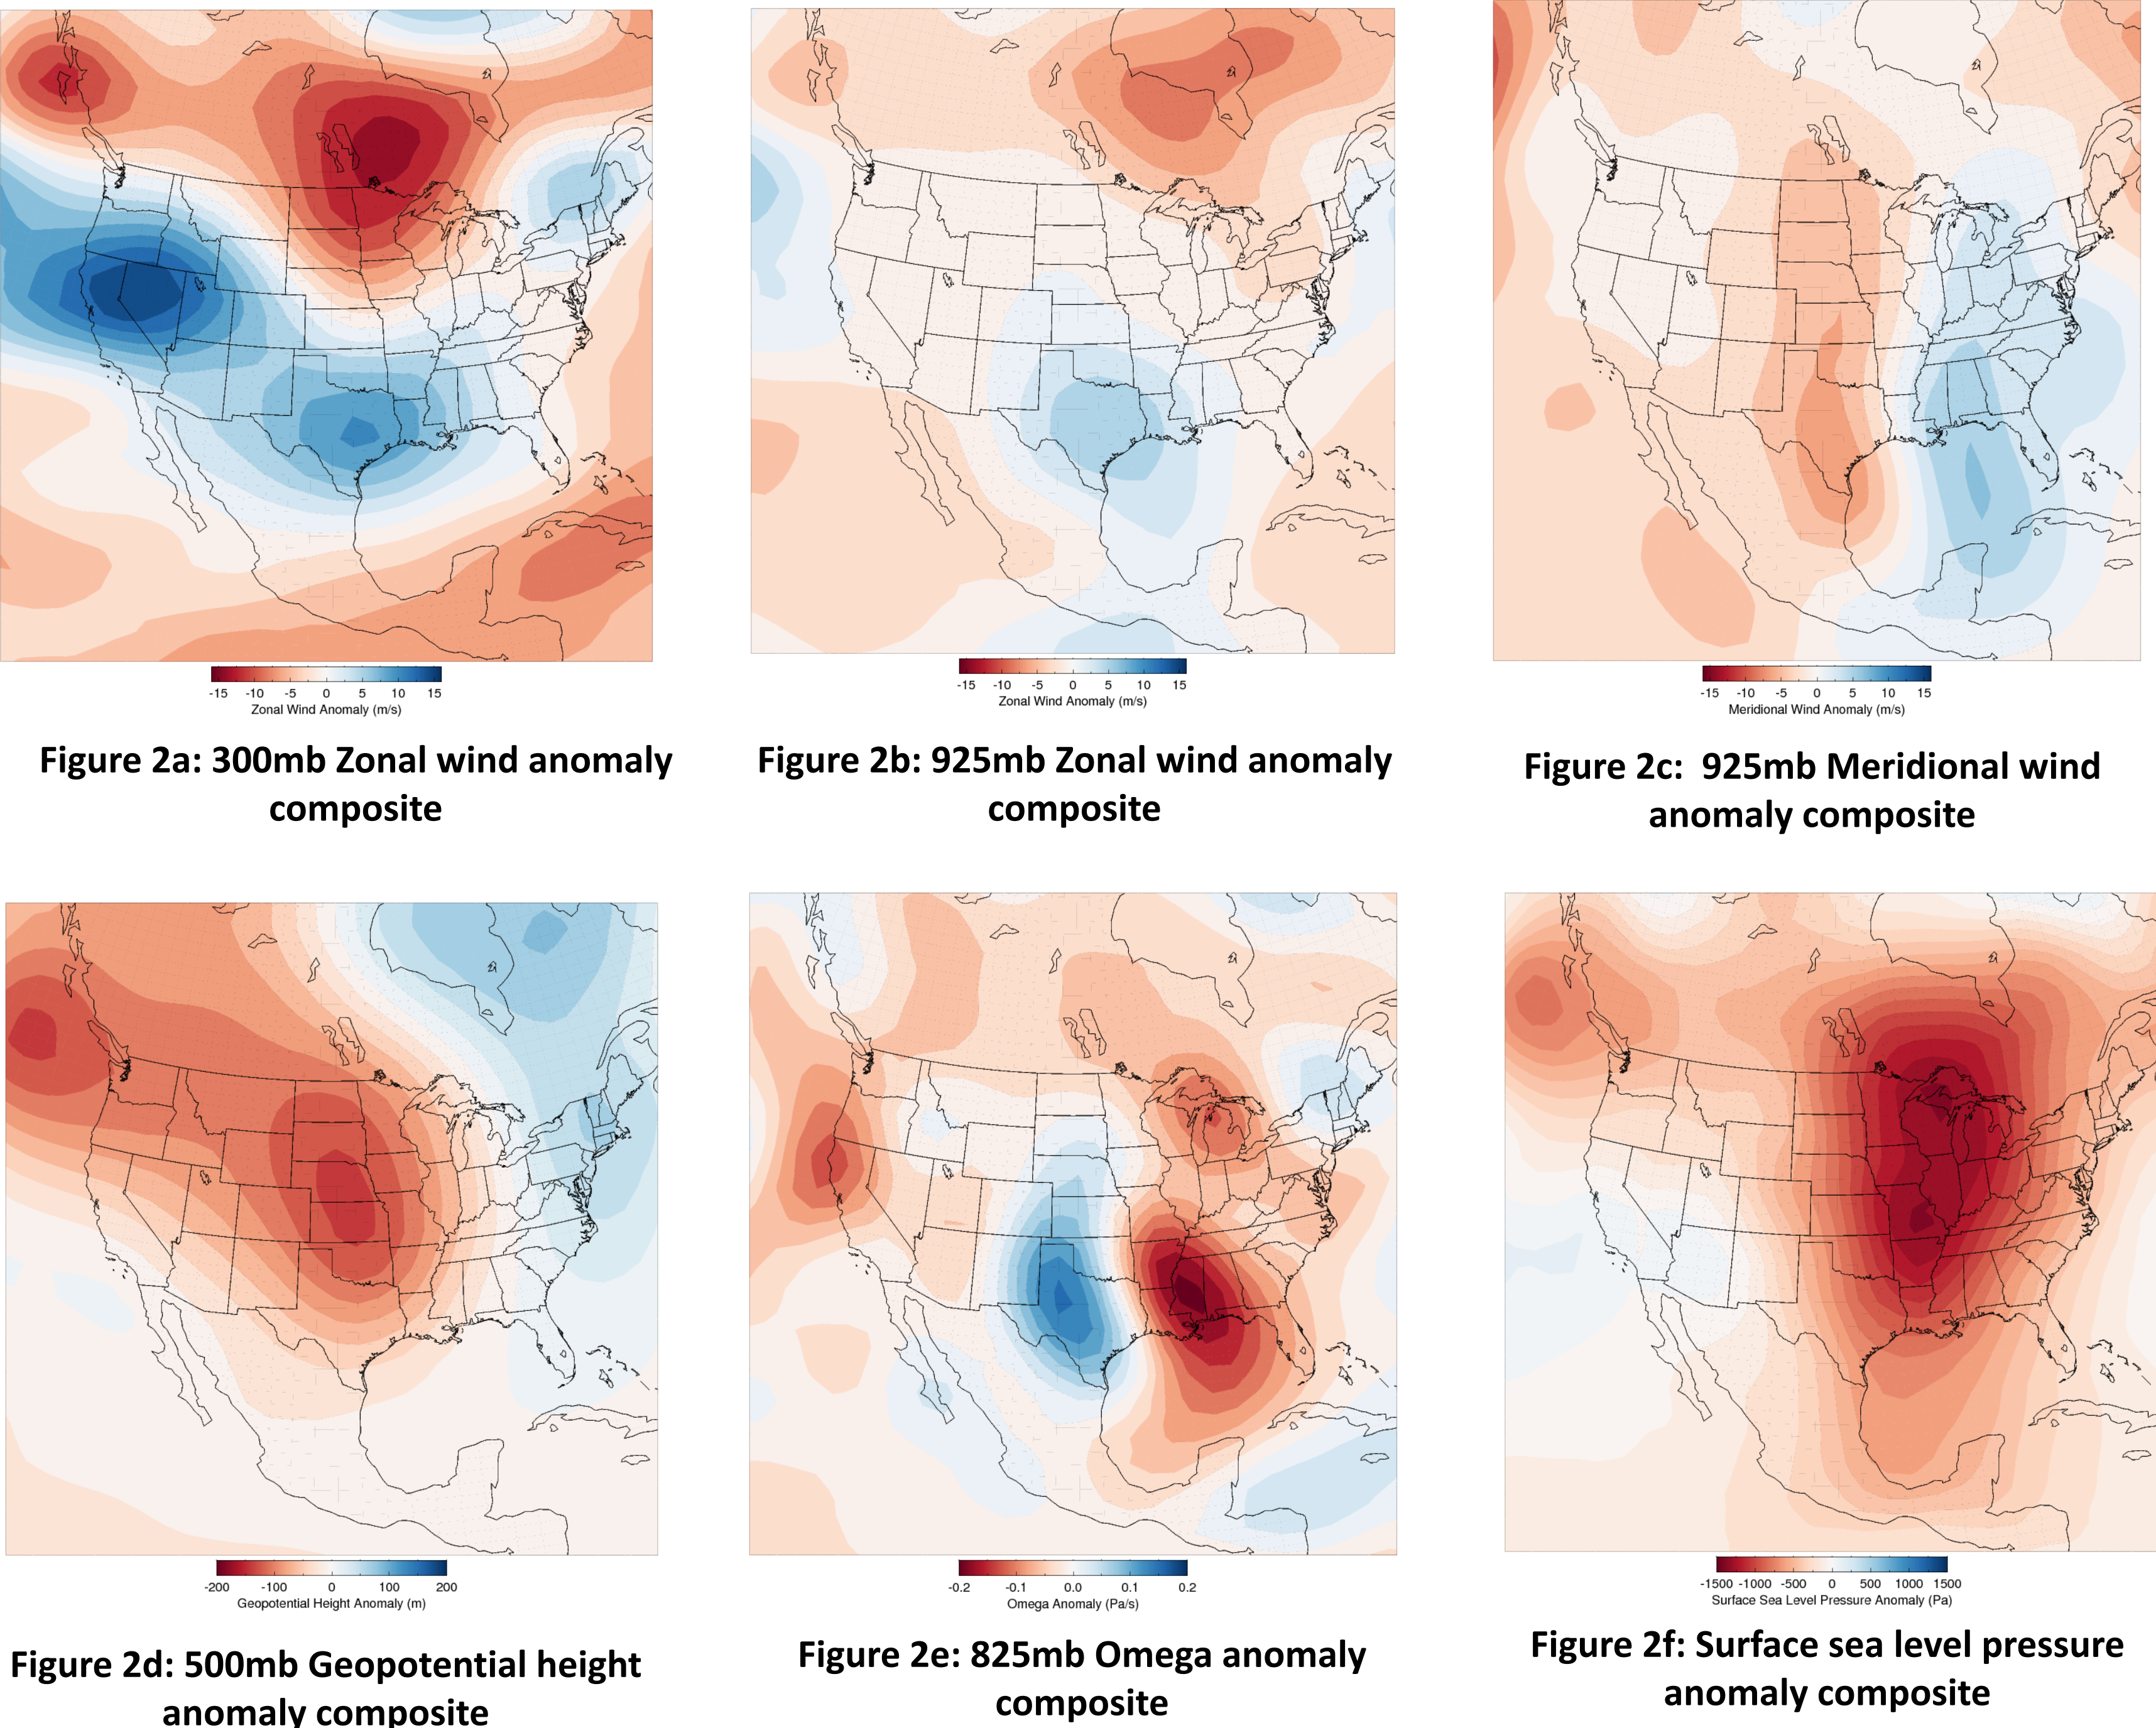 -15 -10 -5 0 5 10 15
Zonal Wind Anomaly (m/s)
Figure 2a: 300mb Zonal wind anomaly
composite
-15 -10 -5 0 5 10 15
Zonal Wind Anomaly (m/s)
Figure 2b: 925mb Zonal wind anomaly
composite
-15 -10 -5 0 5 10 15
Meridional Wind Anomaly (m/s)
Figure 2c: 925mb Meridional wind
anomaly composite
-200 -100 0 100 200
Geopotential Height Anomaly (m)
Figure 2d: 500mb Geopotential height
anomaly composite
-0.2 -0.1 0.0 0.1 0.2
Omega Anomaly (Pa/s)
Figure 2e: 825mb Omega anomaly
composite
-1500 -1000 -500 0 500 1000 1500
Surface Sea Level Pressure Anomaly (Pa)
Figure 2f: Surface sea level pressure
anomaly composite